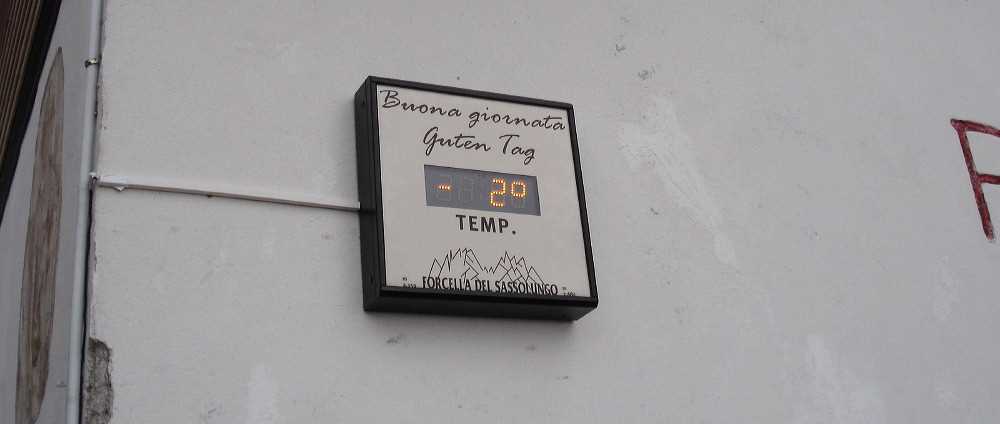 Buona giornata
Guten Tag
- 2°
TEMP.
FORCELLA DEL SASSOLUNGO